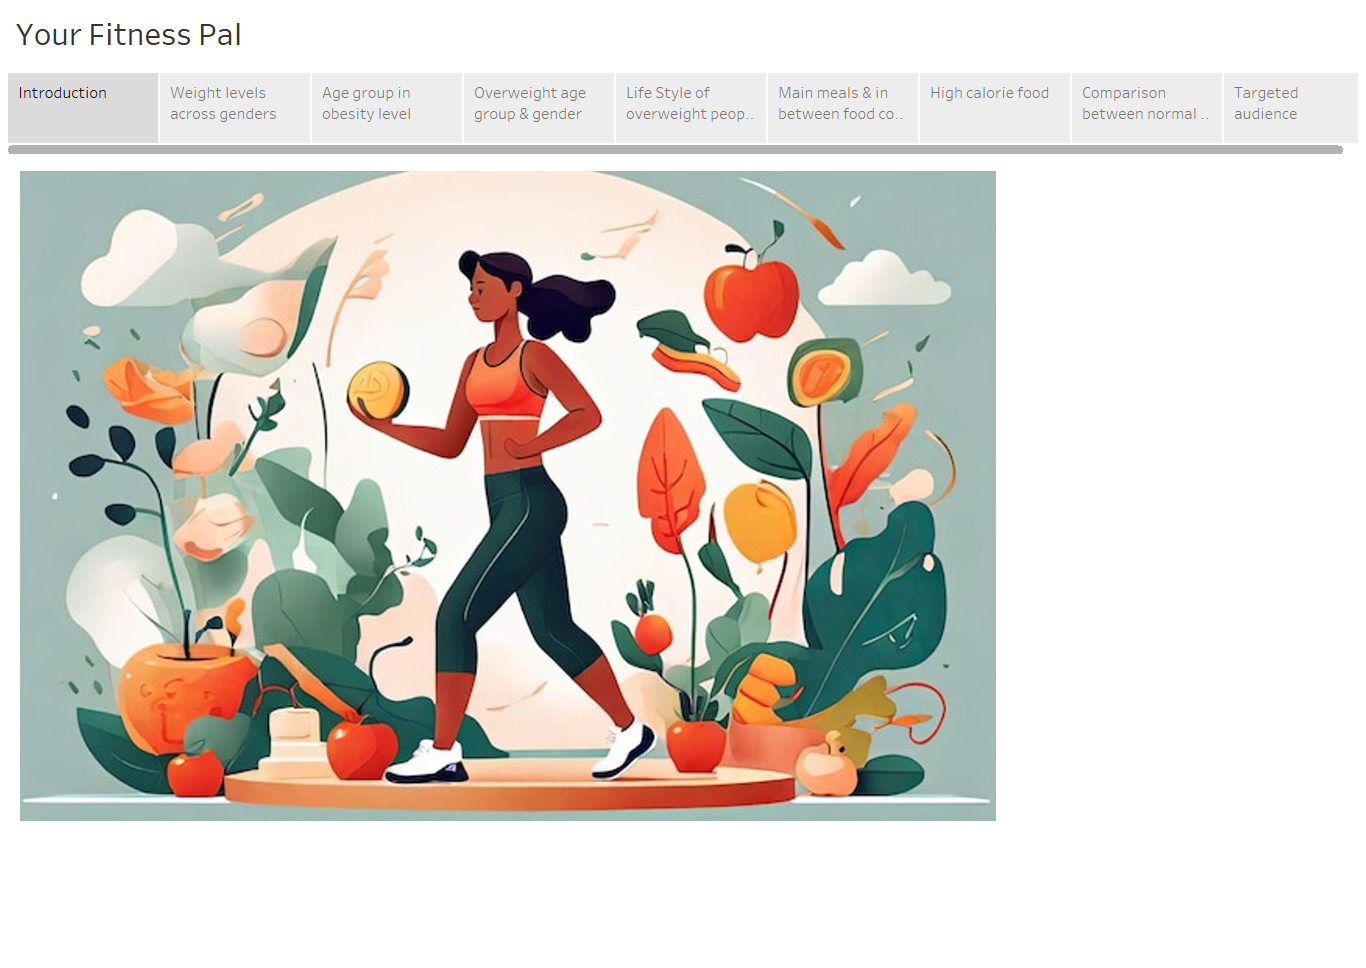 Your Fitness Pal
Introduction
Weight levels
across genders
Age group in
obesity level
Overweight age
group & gender
Life Style of
overweight peop..
Main meals & in
between food co..
High calorie food
Comparison
between normal ..
Targeted
audience